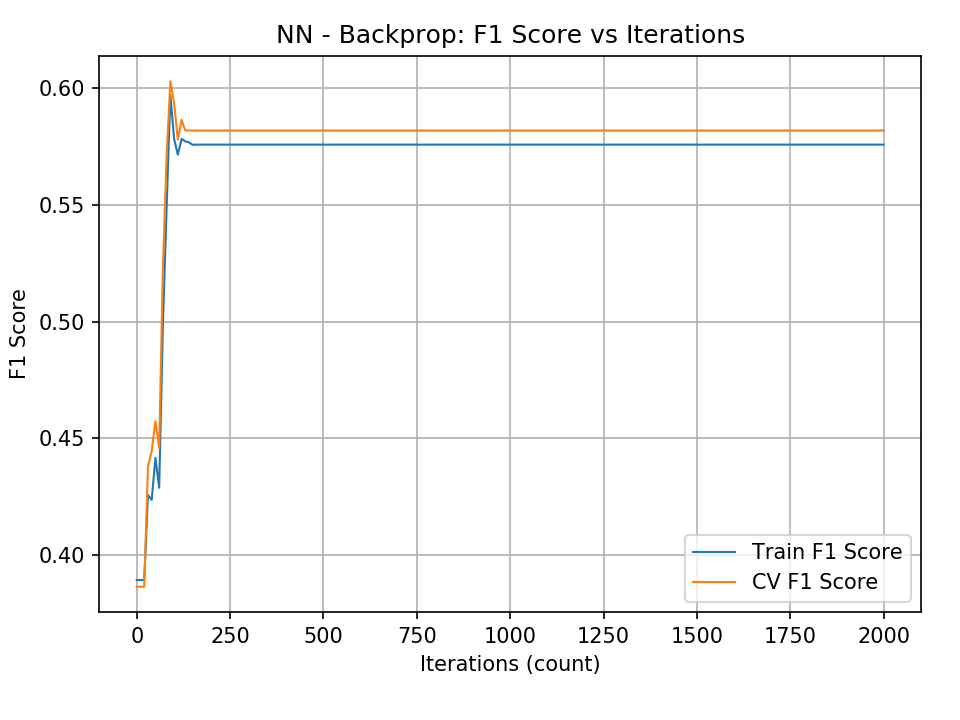 NN - Backprop: F1 Score vs Iterations
F1 Score
0.60
0.55
0.50
0.45
0.40
0
250
500
750
1000
1250
1500
1750
2000
Iterations (count)
Train F1 Score
CV F1 Score